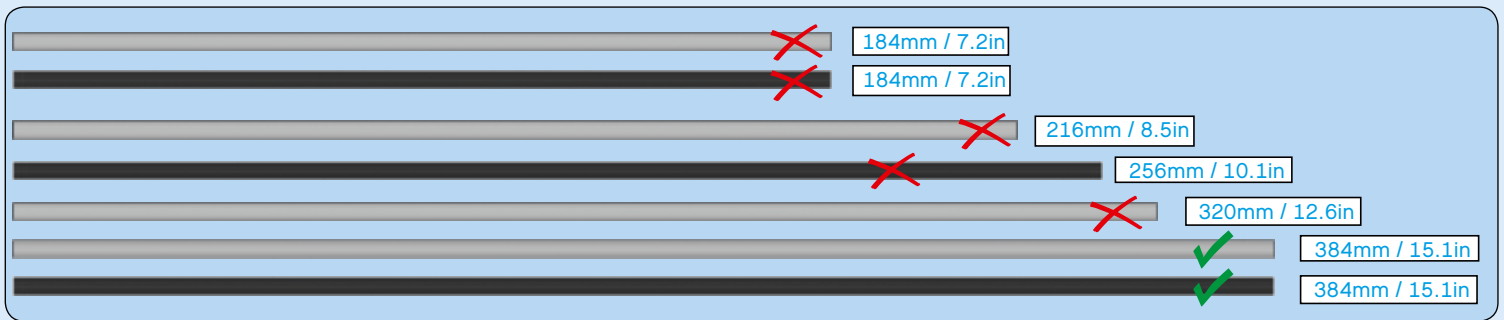 184mm / 7.2in
184mm / 7.2in
216mm / 8.5in
256mm / 10.1in
320mm / 12.6in
384mm / 15.1in
384mm / 15.1in